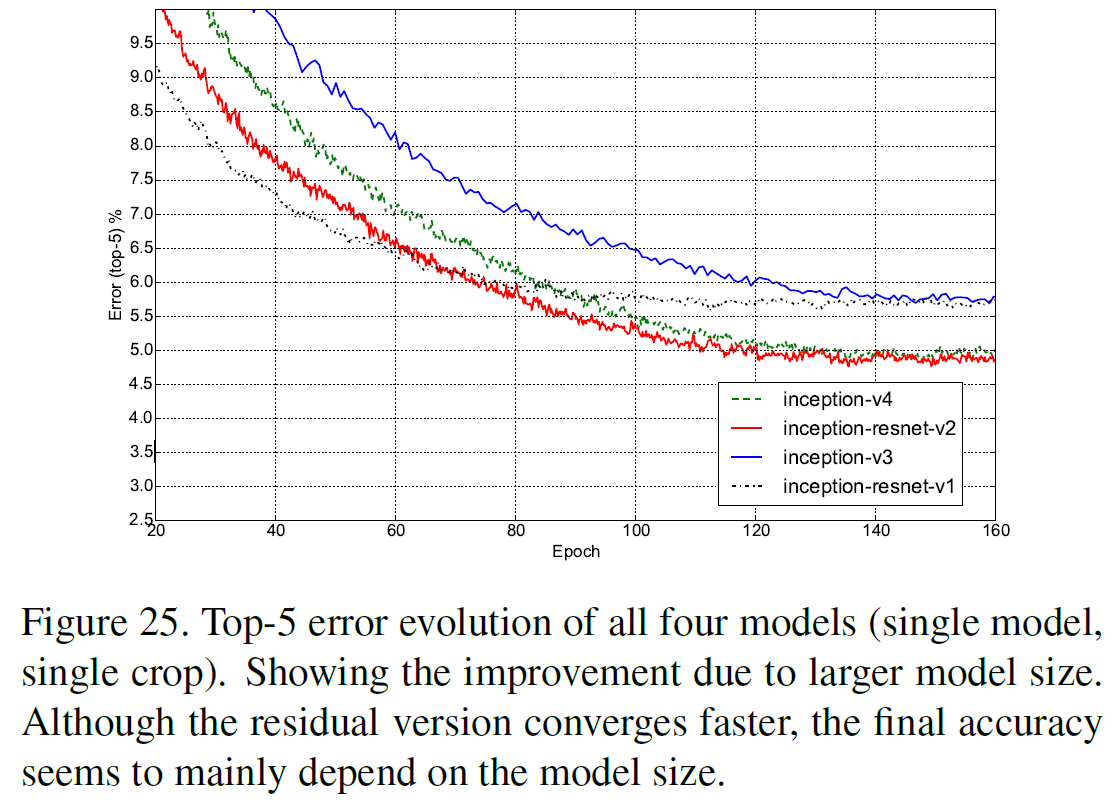 9.5
9.0
8.5
8.0
7.5
7.0
6.5
6.0
5.5
5.0
4.5
4.0
3.5
3.0
2.5
Error (top-5) %
20 40 60 80 100 120 140 160
Epoch
inception-v4
inception-resnet-v2
inception-v3
inception-resnet-v1
Figure 25. Top-5 error evolution of all four models (single model,
single crop). Showing the improvement due to larger model size.
Although the residual version converges faster, the final accuracy
seems to mainly depend on the model size.